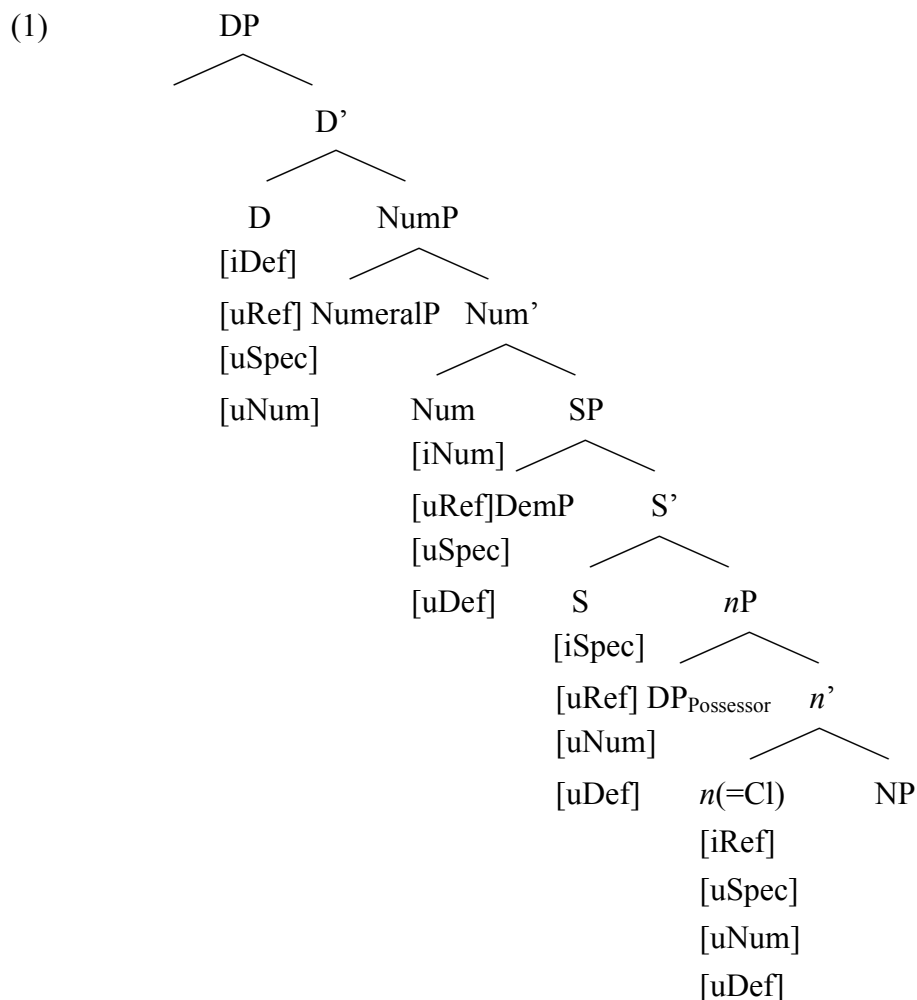 (1) DP
D’
D NumP
[iDef]
[uRef] NumeralP Num’
[uSpec]
[uNum] Num SP
[iNum]
[uRef]DemP S’
[uSpec]
[uDef] S nP
[iSpec]
[uRef] DPPossessor n’
[uNum]
[uDef] n(=Cl) NP
[iRef]
[uSpec]
[uNum]
[uDef]